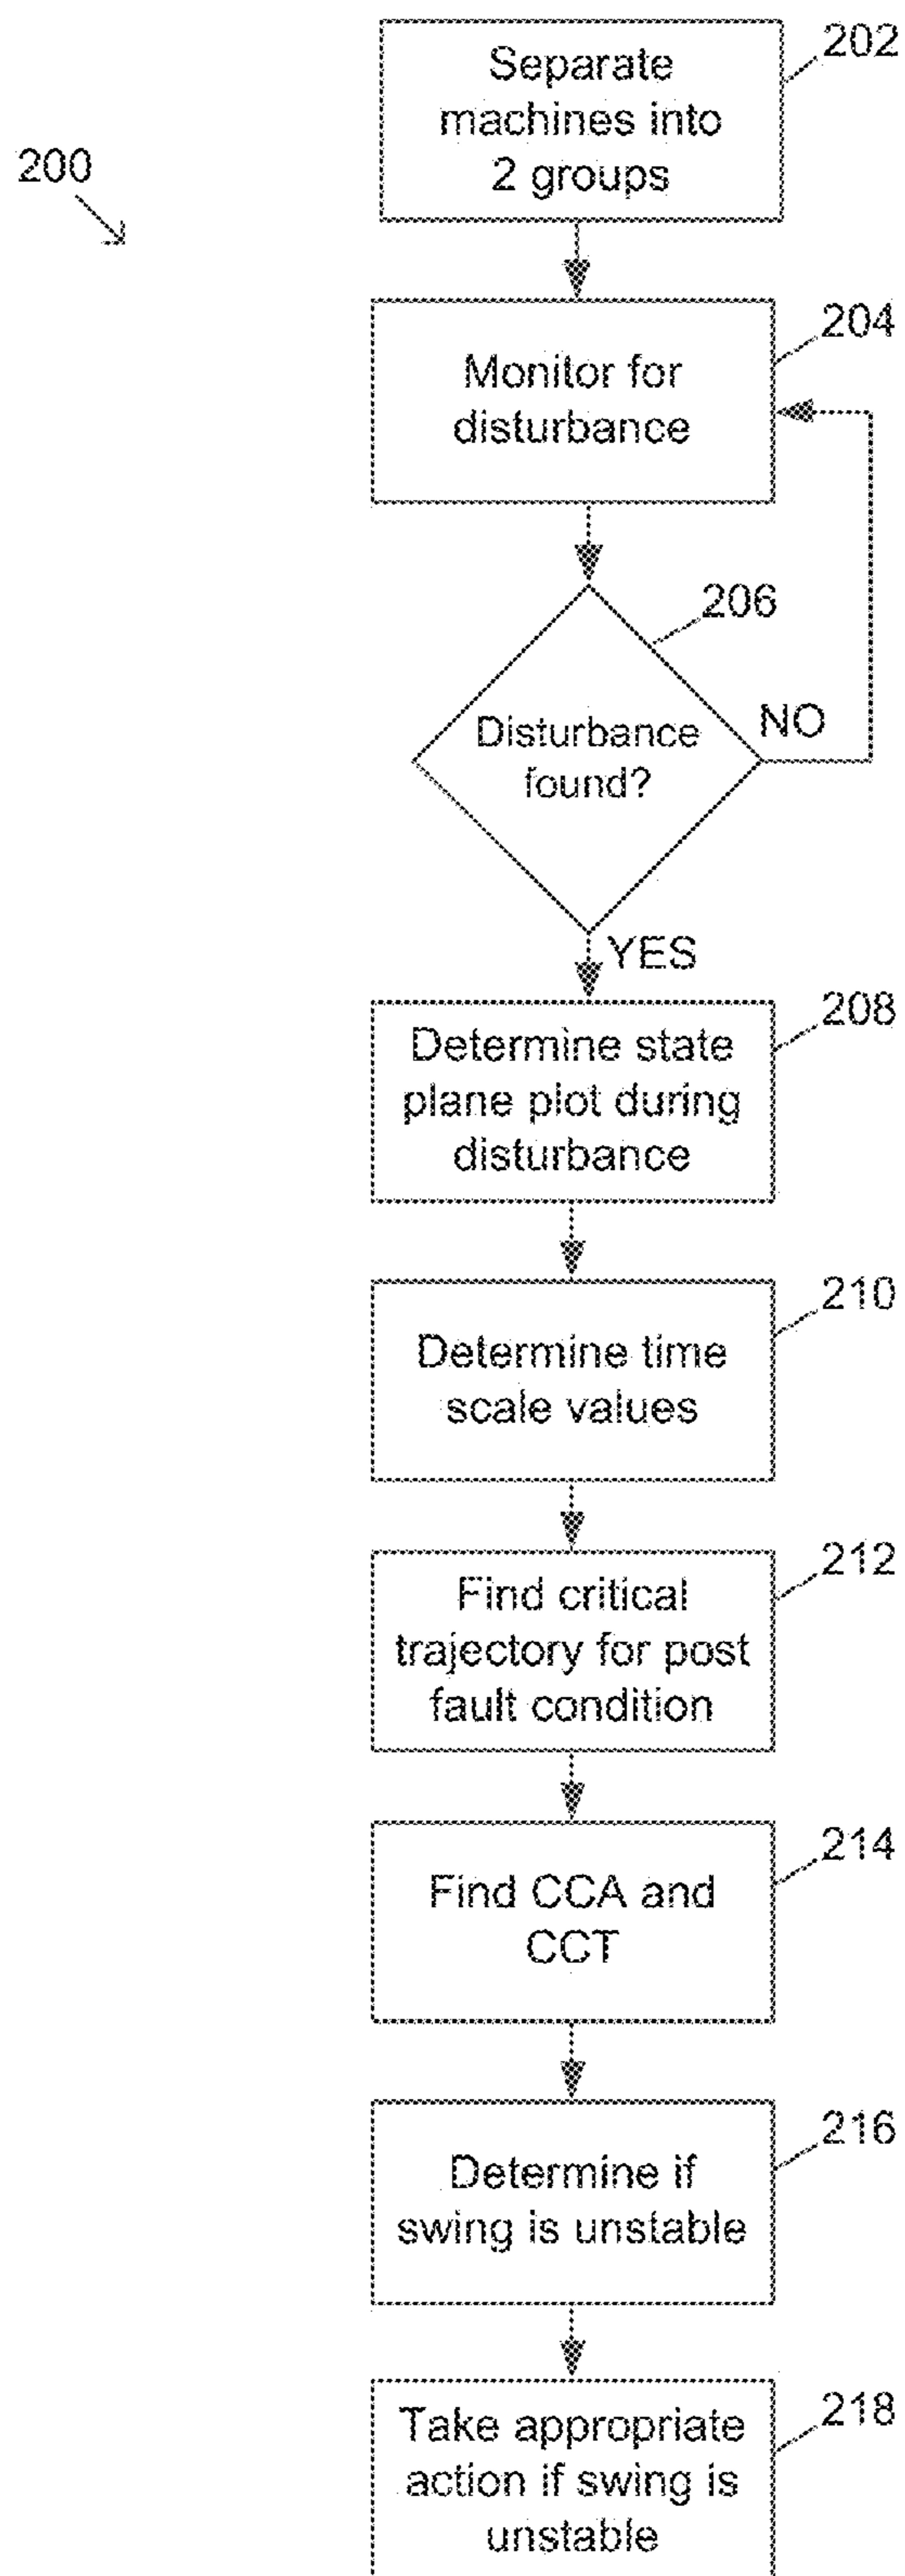 202
Separate
machines into
2 groups
200
204
Monitor for
disturbance
206
Disturbance
found?
NO
YES
208
Determine state
plane plot during
disturbance
210
Determine time
scale values
212
Find critical
trajectory for post
fault condition
214
Find CCA and
CCT
216
Determine if
swing is unstable
218
Take appropriate
action if swing is
unstable